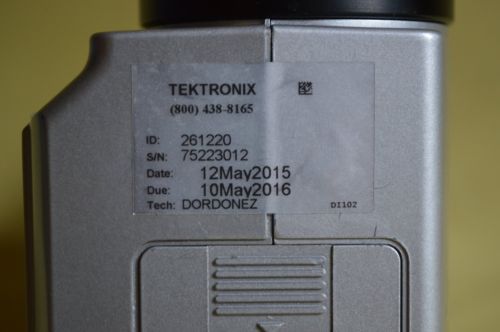 TEKTRONIX
(800) 438-8165
ID: 261220
S/N: 75223012
Date: 12May2015
Due: 10May2016
Tech: DORDONEZ DI102